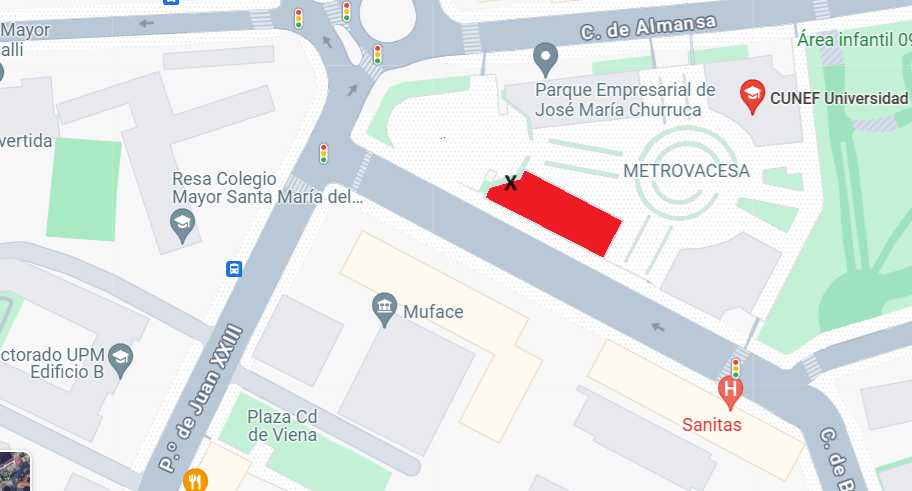 Mayor
alli
C. de Almansa
Área infantil 09
Parque Empresarial de
José María Churruca
CUNEF Universidad
vertida
METROVACESA
Resa Colegio
Mayor Santa María del...
X
Muface
P.º de Juan XXIII
ctorado UPM
Edificio B
Plaza Cd
de Viena
H
Sanitas
C. de B